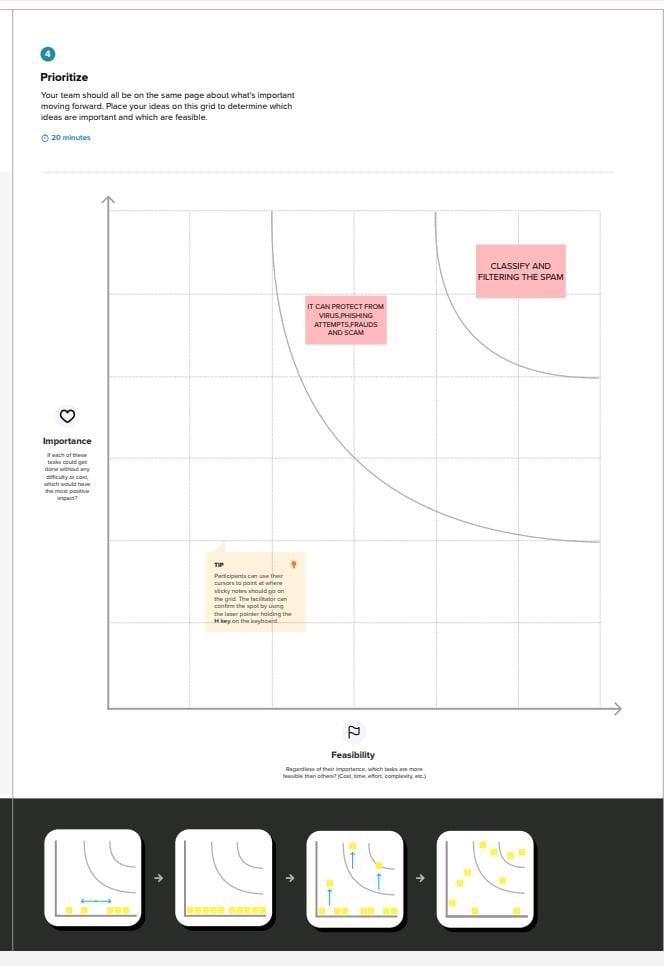 4
Prioritize
Your team should all be on the same page about what's important
moving forward. Place your ideas on this grid to determine which
ideas are important and which are feasible.
20 minutes
CLASSIFY AND
FILTERING THE SPAM
IT CAN PROTECT FROM
VIRUS,PHISHING
ATTEMPTS,FRAUDS
AND SCAM
Importance
If each of these
tasks could get
done without any
difficulty or cost,
which would have
the most positive
impact?
TIP
Participants can use their
cursors to point at where
sticky notes should go on
the grid. The facilitator can
confirm the spot by using
the laser pointer holding the
H key on the keyboard.
Feasibility
Regardless of their importance, which tasks are more
feasible than others? (Cost, time, effort, complexity, etc.)